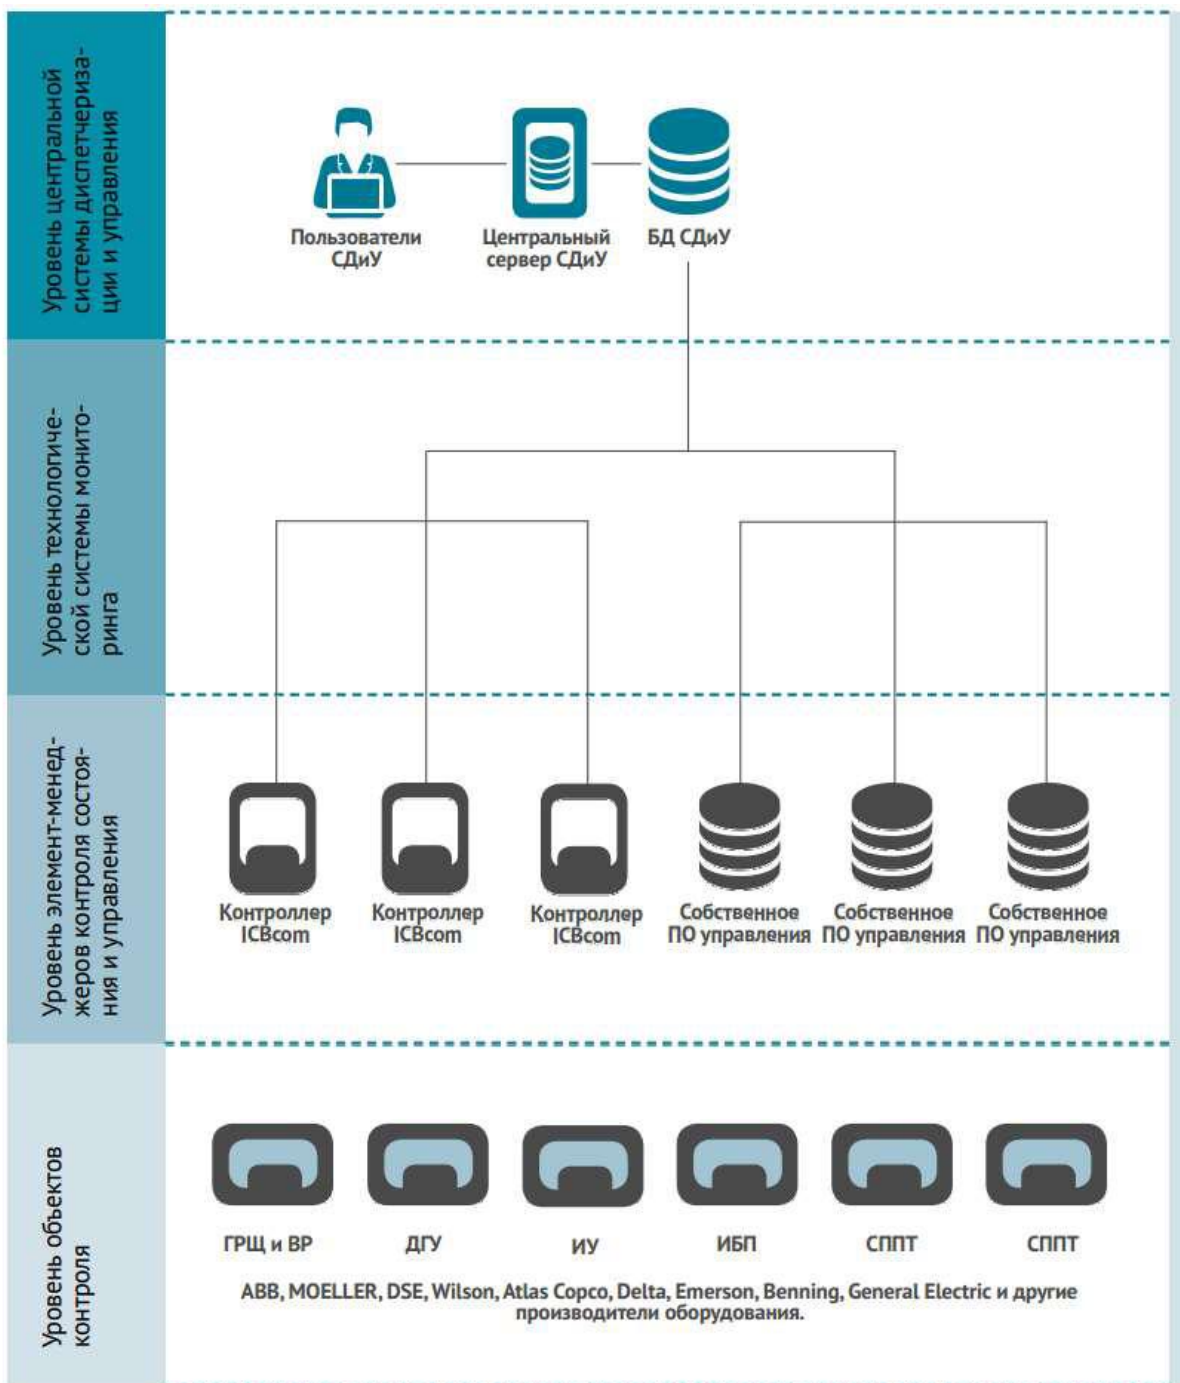 Уровень центральной
системы диспетчериза-
ции и управления
Пользователи
СДиУ
Центральный
сервер СДиУ
БД СДиУ
Уровень технологиче-
ской системы монито-
ринга
Уровень элемент-менед-
жеров контроля состоя-
ния и управления
Контроллер
ICBcom
Контроллер
ICBcom
Контроллер
ICBcom
Собственное
ПО управления
Собственное
ПО управления
Собственное
ПО управления
Уровень объектов
контроля
ГРЩ и ВР
ДГУ
ИУ
ИБП
СППТ
СППТ
ABB, MOELLER, DSE, Wilson, Atlas Copco, Delta, Emerson, Benning, General Electric и другие
производители оборудования.